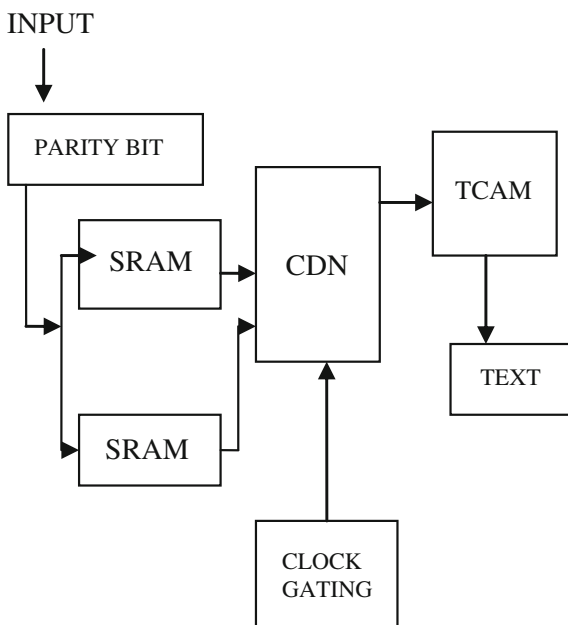 INPUT
PARITY BIT
TCAM
SRAM
CDN
TEXT
SRAM
CLOCK
GATING